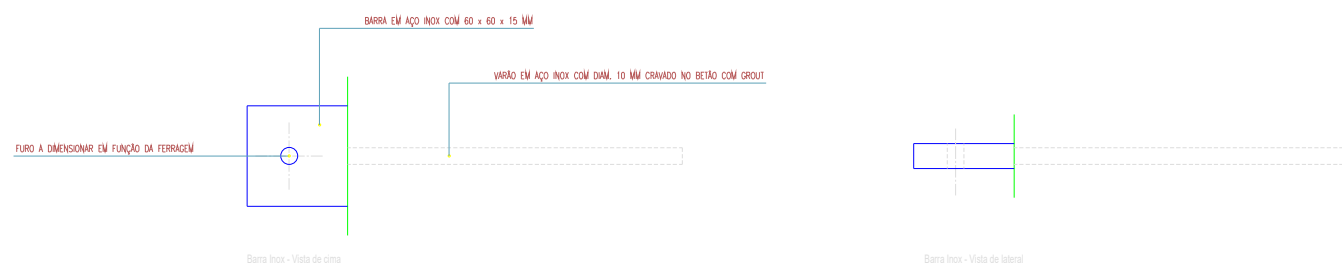 BARRA EM AÇO INOX COM 60 x 60 x 15 MM
VARÃO EM AÇO INOX COM DIAM. 10 MM CRAVADO NO BETÃO COM GROUT
FURO A DIMENSIONAR EM FUNÇÃO DA FERRAGEM
Barra Inox - Vista de cima
Barra Inox - Vista de lateral